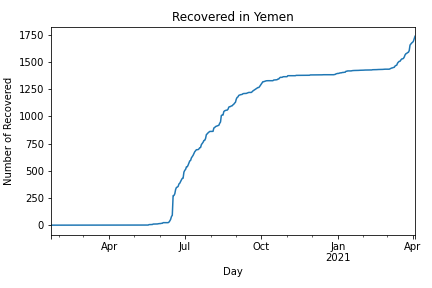 Recovered in Yemen
Number of Recovered
1750
1500
1250
1000
750
500
250
0
Apr
Jul
Oct
Jan
2021
Apr
Day